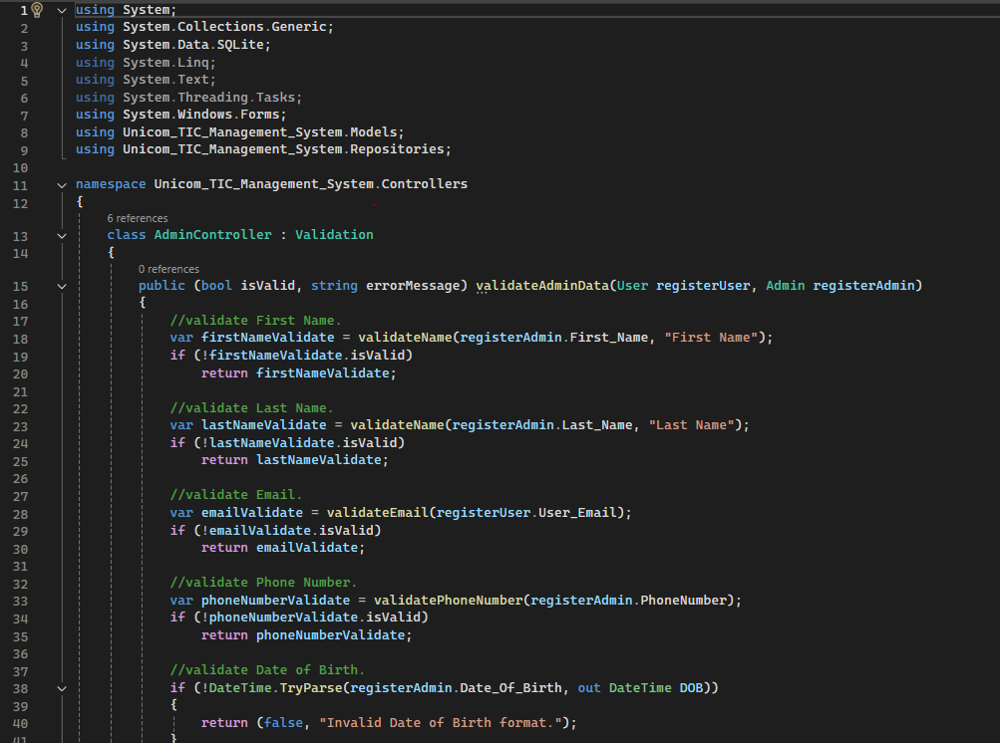 1 using System;
2 using System.Collections.Generic;
3 using System.Data.SQLite;
4 using System.Linq;
5 using System.Text;
6 using System.Threading.Tasks;
7 using System.Windows.Forms;
8 using Unicom_TIC_Management_System.Models;
9 using Unicom_TIC_Management_System.Repositories;
10
11 namespace Unicom_TIC_Management_System.Controllers
12 {
6 references
13 class AdminController : Validation
14 {
0 references
15 public (bool isValid, string errorMessage) validateAdminData(User registerUser, Admin registerAdmin)
16 {
17 //validate First Name.
18 var firstNameValidate = validateName(registerAdmin.First_Name, "First Name");
19 if (!firstNameValidate.isValid)
20 return firstNameValidate;
21
22 //validate Last Name.
23 var lastNameValidate = validateName(registerAdmin.Last_Name, "Last Name");
24 if (!lastNameValidate.isValid)
25 return lastNameValidate;
26
27 //validate Email.
28 var emailValidate = validateEmail(registerUser.User_Email);
29 if (!emailValidate.isValid)
30 return emailValidate;
31
32 //validate Phone Number.
33 var phoneNumberValidate = validatePhoneNumber(registerAdmin.PhoneNumber);
34 if (!phoneNumberValidate.isValid)
35 return phoneNumberValidate;
36
37 //validate Date of Birth.
38 if (!DateTime.TryParse(registerAdmin.Date_Of_Birth, out DateTime DOB))
39 {
40 return (false, "Invalid Date of Birth format.");
41 }